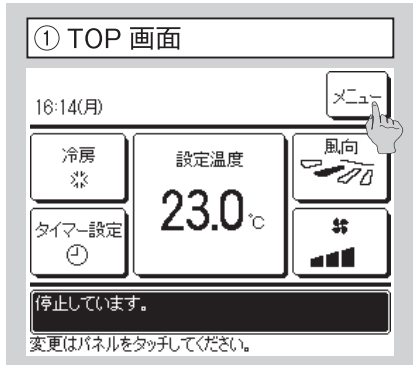 ① TOP 画面
16:14(月)
メニュー
冷房
設定温度
風向
23.0℃
タイマー設定
停止しています。
変更はパネルをタッチしてください。